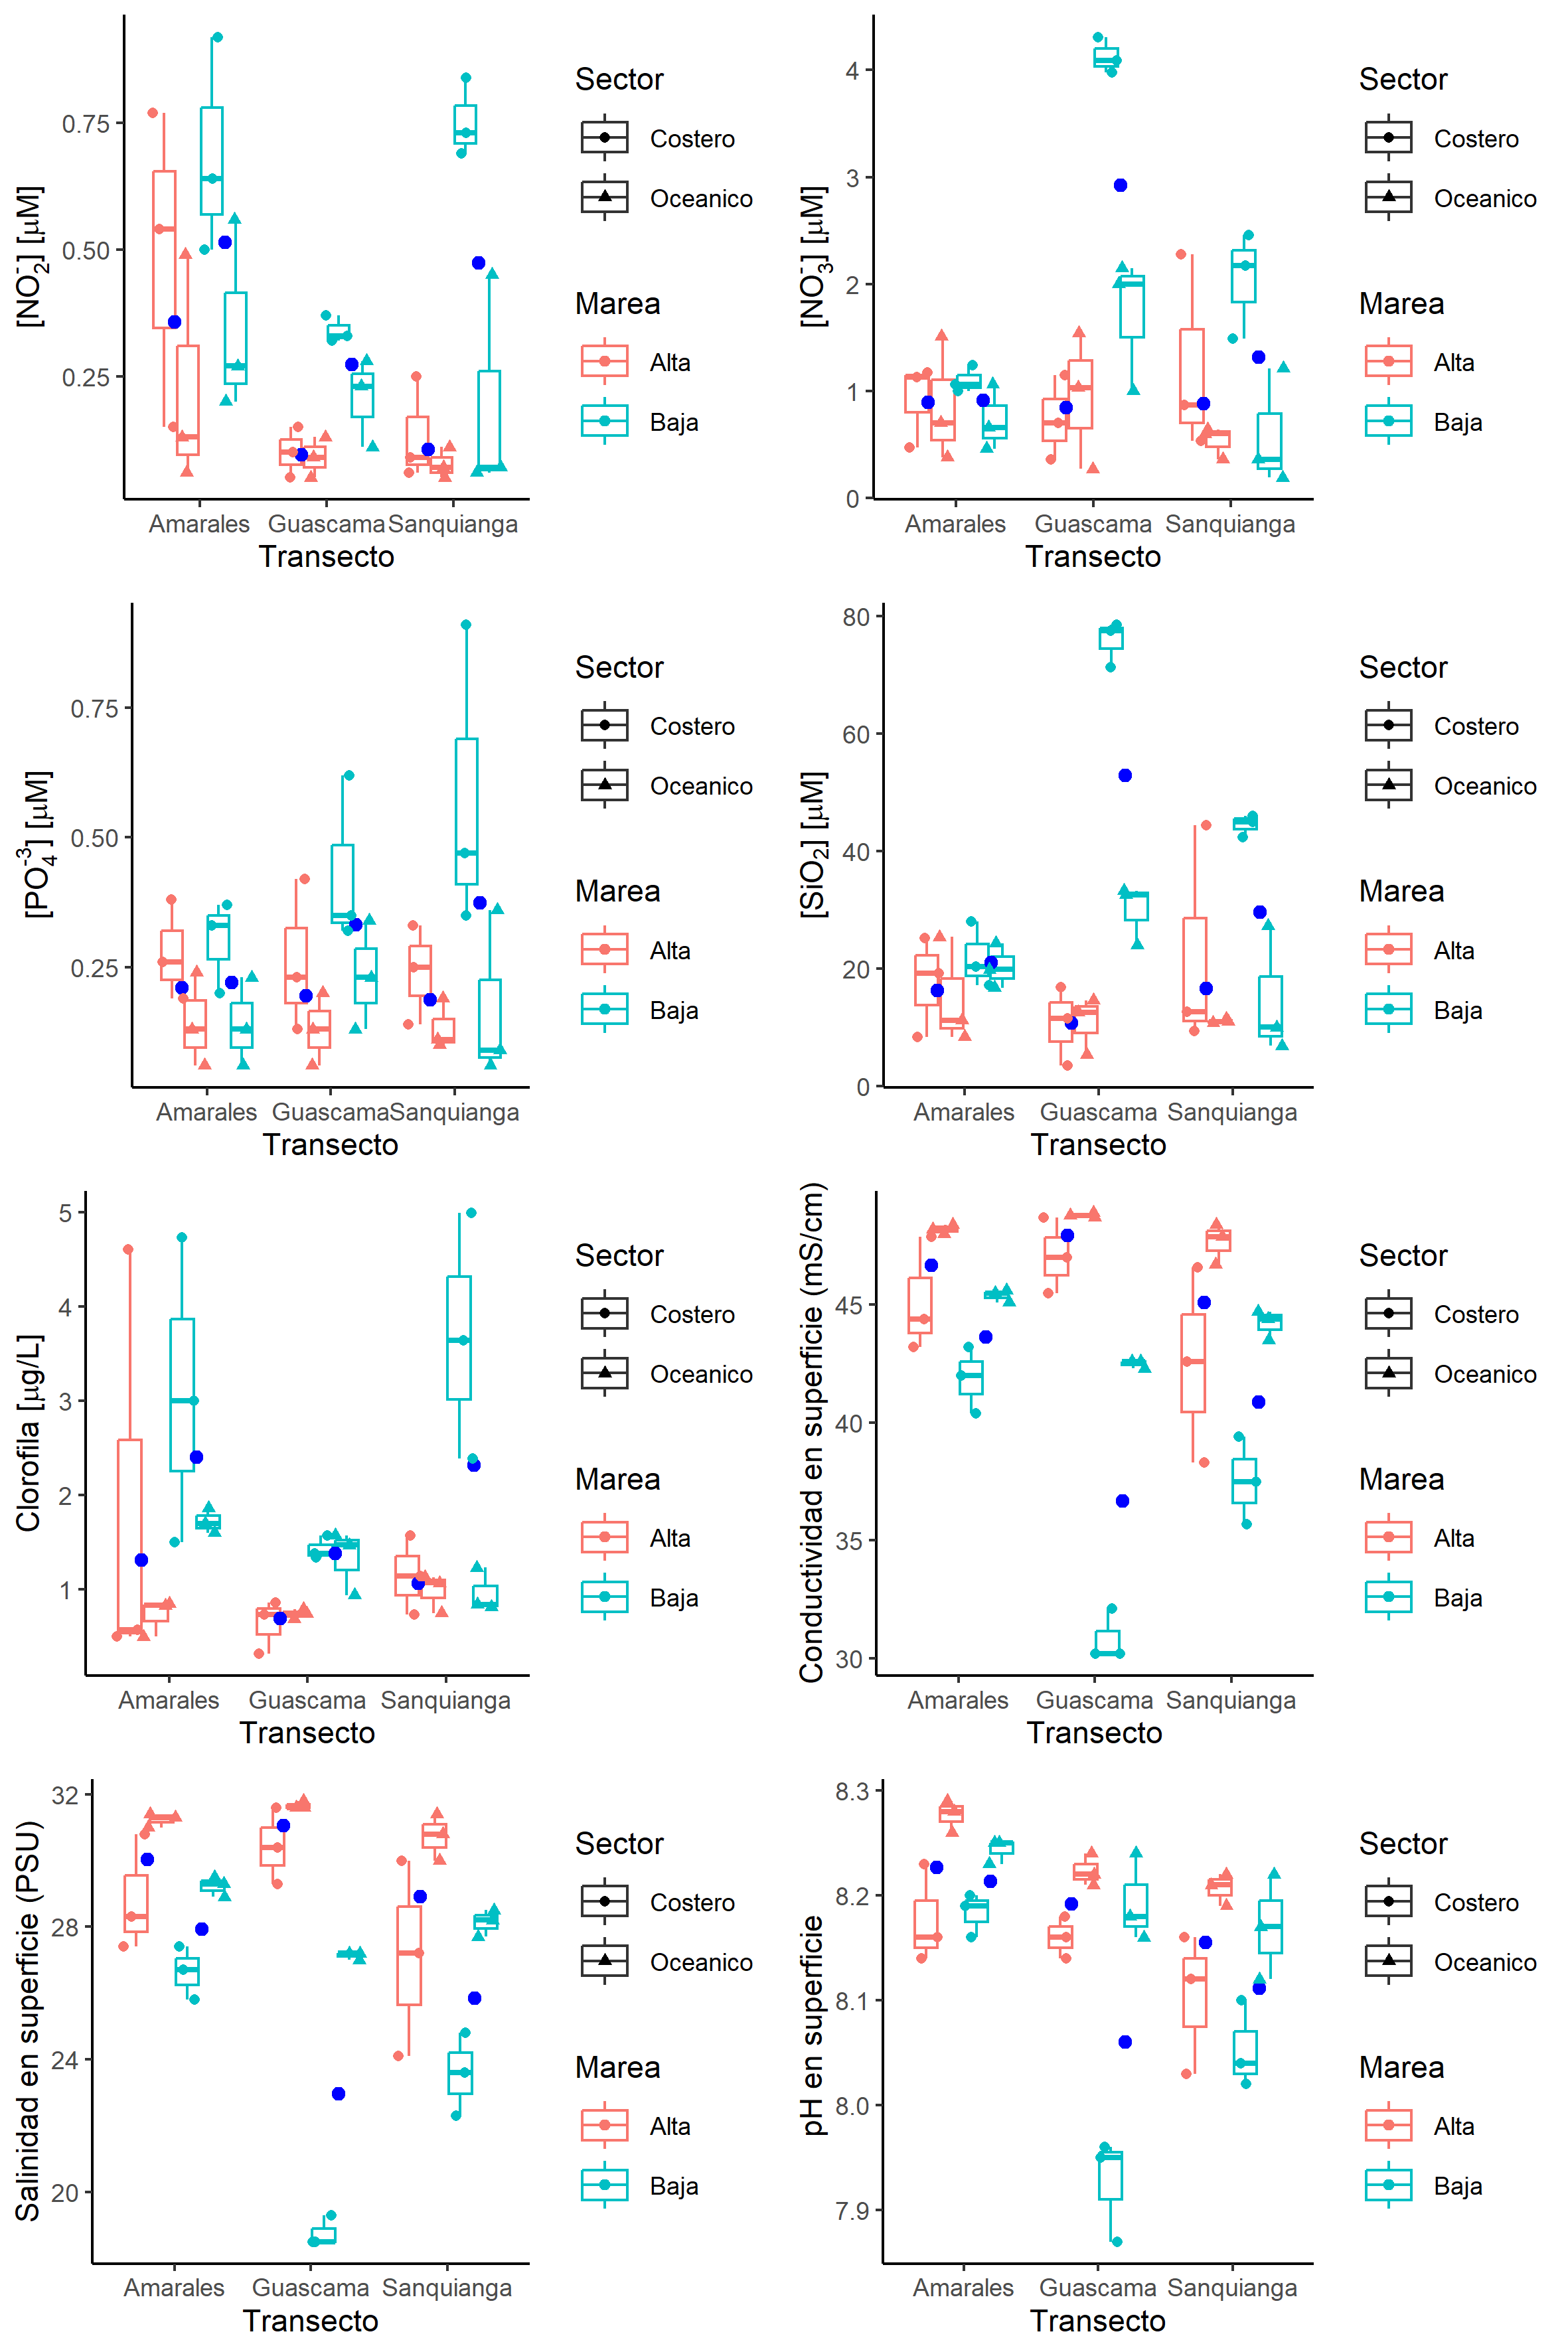 [NO₂⁻] [μM]
0.75
0.50
0.25
Amarales Guascama Sanquianga
Transecto
Sector
Costero
Oceanico
Marea
Alta
Baja
[NO₃⁻] [μM]
4
3
2
1
0
Amarales Guascama Sanquianga
Transecto
Sector
Costero
Oceanico
Marea
Alta
Baja
[PO₄⁻³] [μM]
0.75
0.50
0.25
Amarales Guascama Sanquianga
Transecto
Sector
Costero
Oceanico
Marea
Alta
Baja
[SiO₂] [μM]
80
60
40
20
0
Amarales Guascama Sanquianga
Transecto
Sector
Costero
Oceanico
Marea
Alta
Baja
Clorofila [μg/L]
5
4
3
2
1
Amarales Guascama Sanquianga
Transecto
Sector
Costero
Oceanico
Marea
Alta
Baja
Conductividad en superficie (mS/cm)
45
40
35
30
Amarales Guascama Sanquianga
Transecto
Sector
Costero
Oceanico
Marea
Alta
Baja
Salinidad en superficie (PSU)
32
28
24
20
Amarales Guascama Sanquianga
Transecto
Sector
Costero
Oceanico
Marea
Alta
Baja
pH en superficie
8.3
8.2
8.1
8.0
7.9
Amarales Guascama Sanquianga
Transecto
Sector
Costero
Oceanico
Marea
Alta
Baja